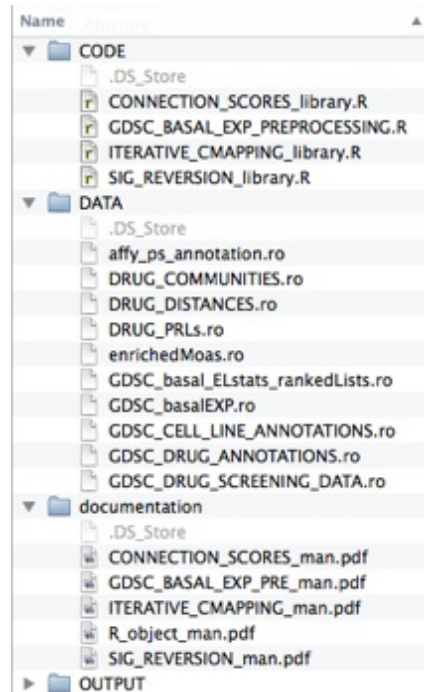 Name
CODE
.DS_Store
CONNECTION_SCORES_library.R
GDSC_BASAL_EXP_PREPROCESSING.R
ITERATIVE_CMAPPING_library.R
SIG_REVERSION_library.R
DATA
.DS_Store
affy_ps_annotation.ro
DRUG_COMMUNITIES.ro
DRUG_DISTANCES.ro
DRUG_PRLs.ro
enrichedMoas.ro
GDSC_basal_ELstats_rankedLists.ro
GDSC_basalEXP.ro
GDSC_CELL_LINE_ANNOTATIONS.ro
GDSC_DRUG_ANNOTATIONS.ro
GDSC_DRUG_SCREENING_DATA.ro
documentation
.DS_Store
CONNECTION_SCORES_man.pdf
GDSC_BASAL_EXP_PRE_man.pdf
ITERATIVE_CMAPPING_man.pdf
R_object_man.pdf
SIG_REVERSION_man.pdf
OUTPUT